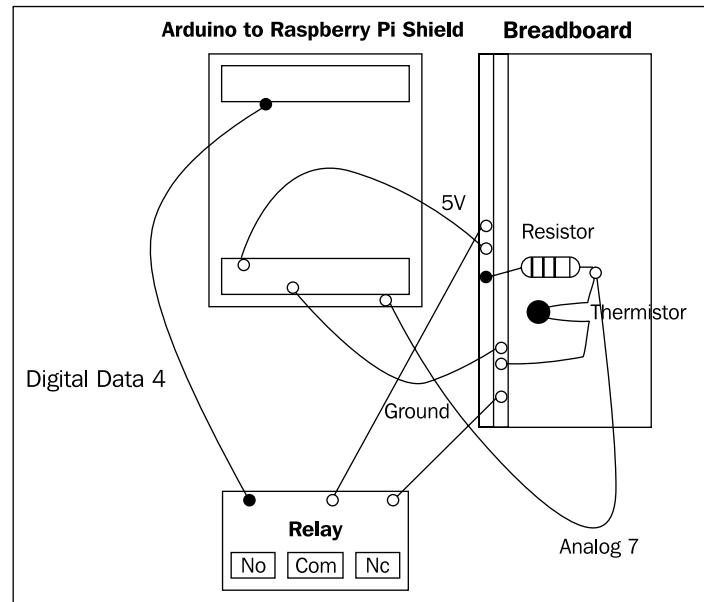 Arduino to Raspberry Pi Shield
Breadboard
5V
Resistor
Thermistor
Digital Data 4
Ground
Relay
Analog 7
No Com Nc